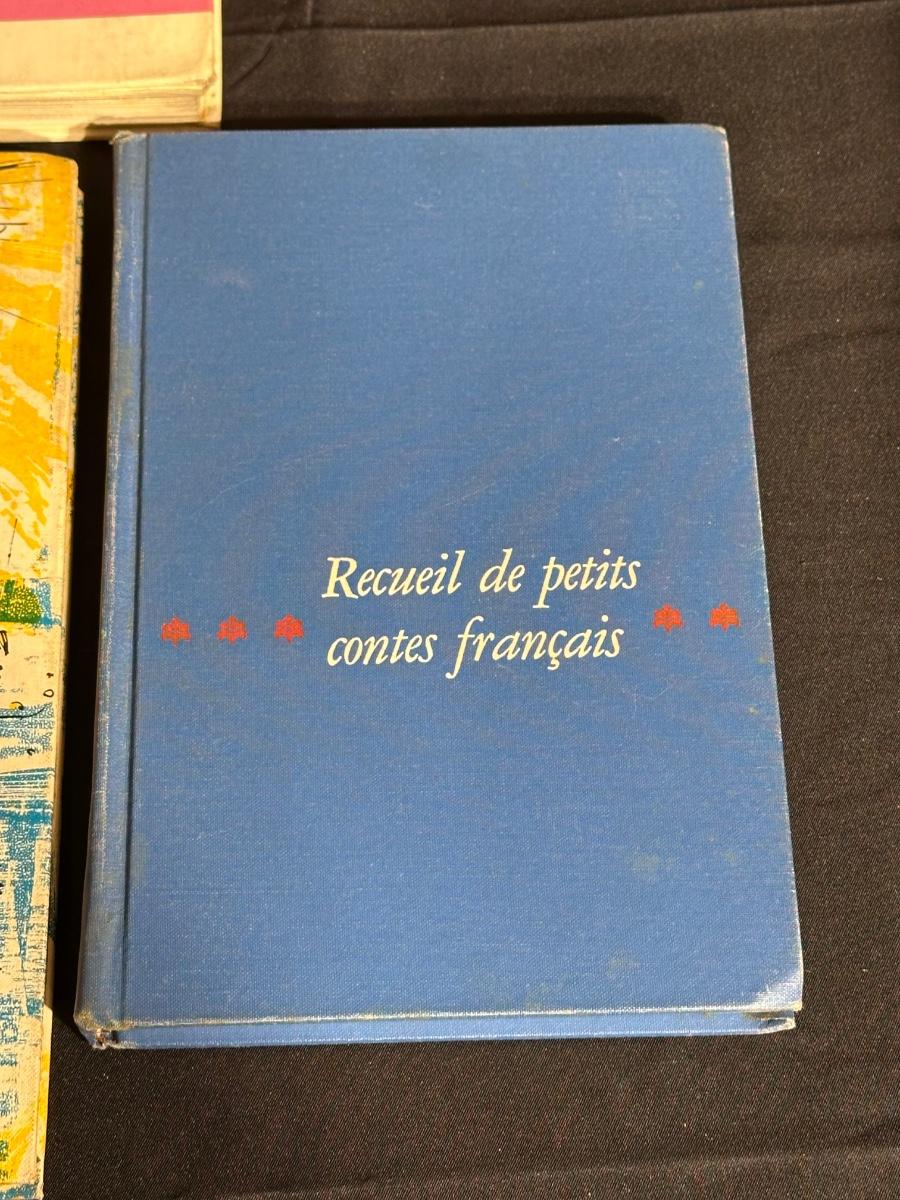 Recueil de petits
contes français